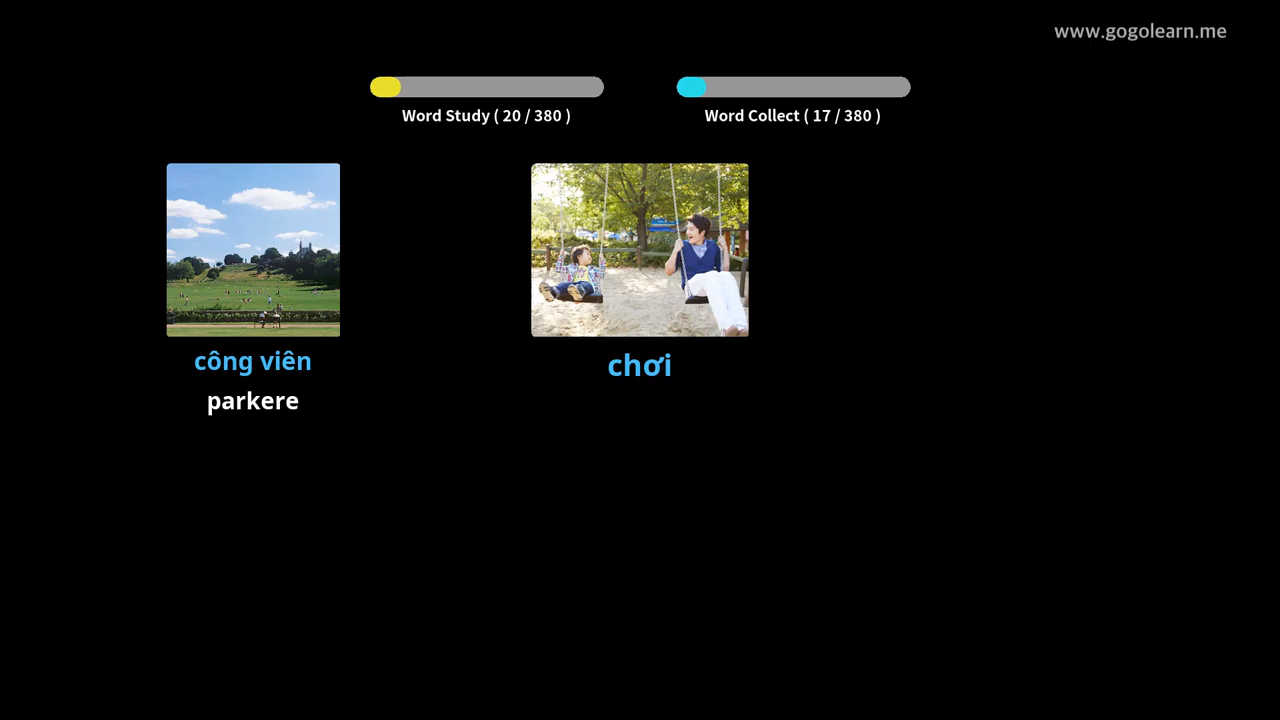 www.gogolearn.me
Word Study ( 20 / 380 )
Word Collect ( 17 / 380 )
công viên
parkere
chơi